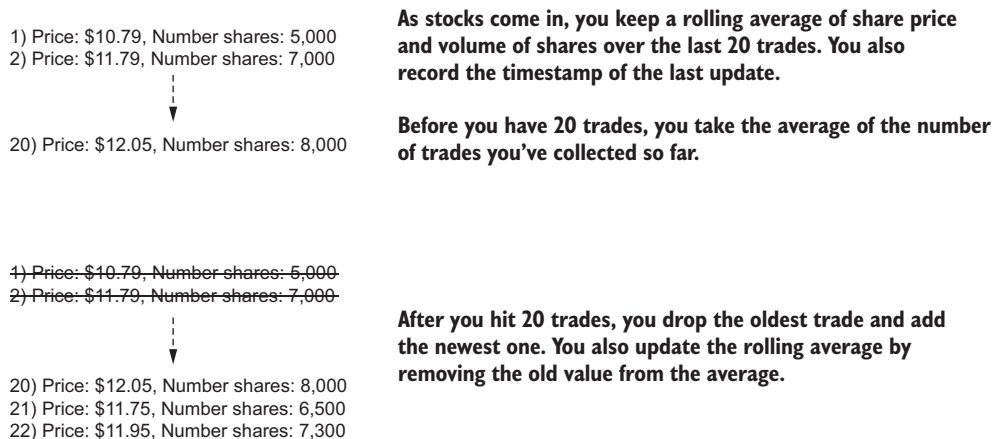 1) Price: $10.79, Number shares: 5,000
2) Price: $11.79, Number shares: 7,000
20) Price: $12.05, Number shares: 8,000
As stocks come in, you keep a rolling average of share price
and volume of shares over the last 20 trades. You also
record the timestamp of the last update.
Before you have 20 trades, you take the average of the number
of trades you’ve collected so far.
1) Price: $10.79, Number shares: 5,000
2) Price: $11.79, Number shares: 7,000
20) Price: $12.05, Number shares: 8,000
21) Price: $11.75, Number shares: 6,500
22) Price: $11.95, Number shares: 7,300
After you hit 20 trades, you drop the oldest trade and add
the newest one. You also update the rolling average by
removing the old value from the average.